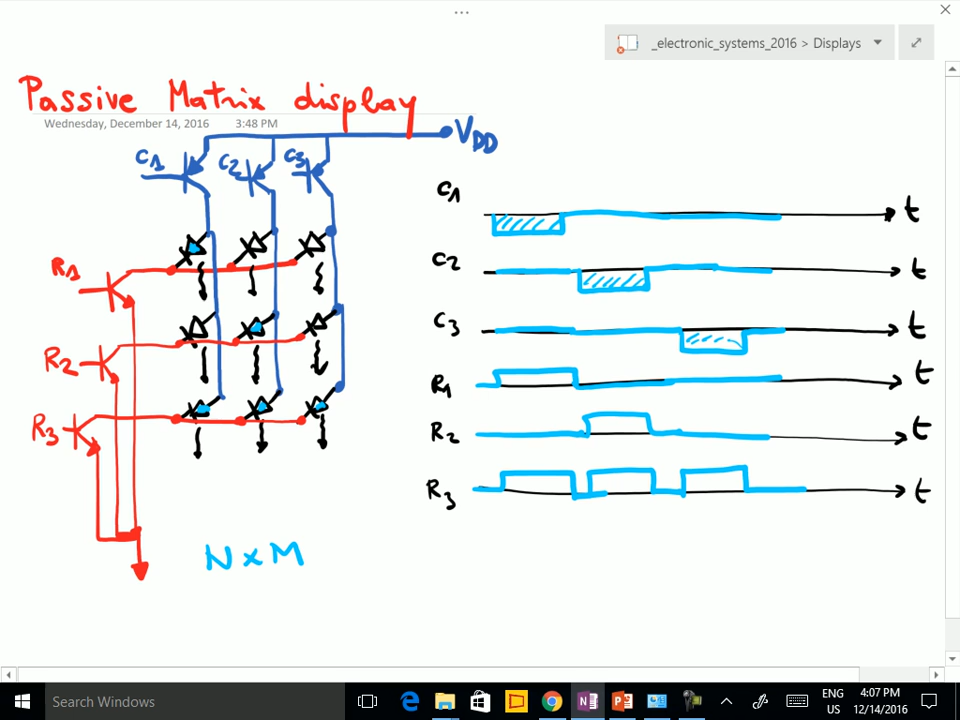 _electronic_systems_2016 > Displays
Passive Matrix display
Wednesday, December 14, 2016 3:48 PM
VDD
C1 C2 C3
R1
R2
R3
N x M
C1 t
C2 t
C3 t
R1 t
R2 t
R3 t
Search Windows
ENG 4:07 PM
US 12/14/2016